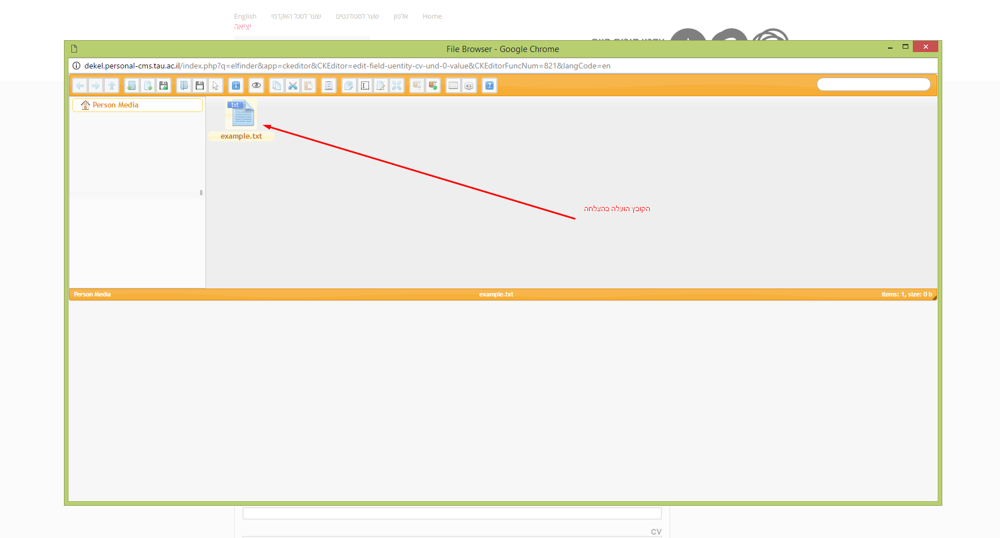 English שער לסגל האקדמי שער לסטודנטים אלפון Home
יציאה
File Browser - Google Chrome
dekel.personal-cms.tau.ac.il/index.php?q=elfinder&app=ckeditor&CKEditor=edit-field-uentity-cv-und-0-value&CKEditorFuncNum=821&langCode=en
Person Media
txt
example.txt
הקובץ הועלה בהצלחה
Person Media example.txt items: 1, size: 0 b
CV